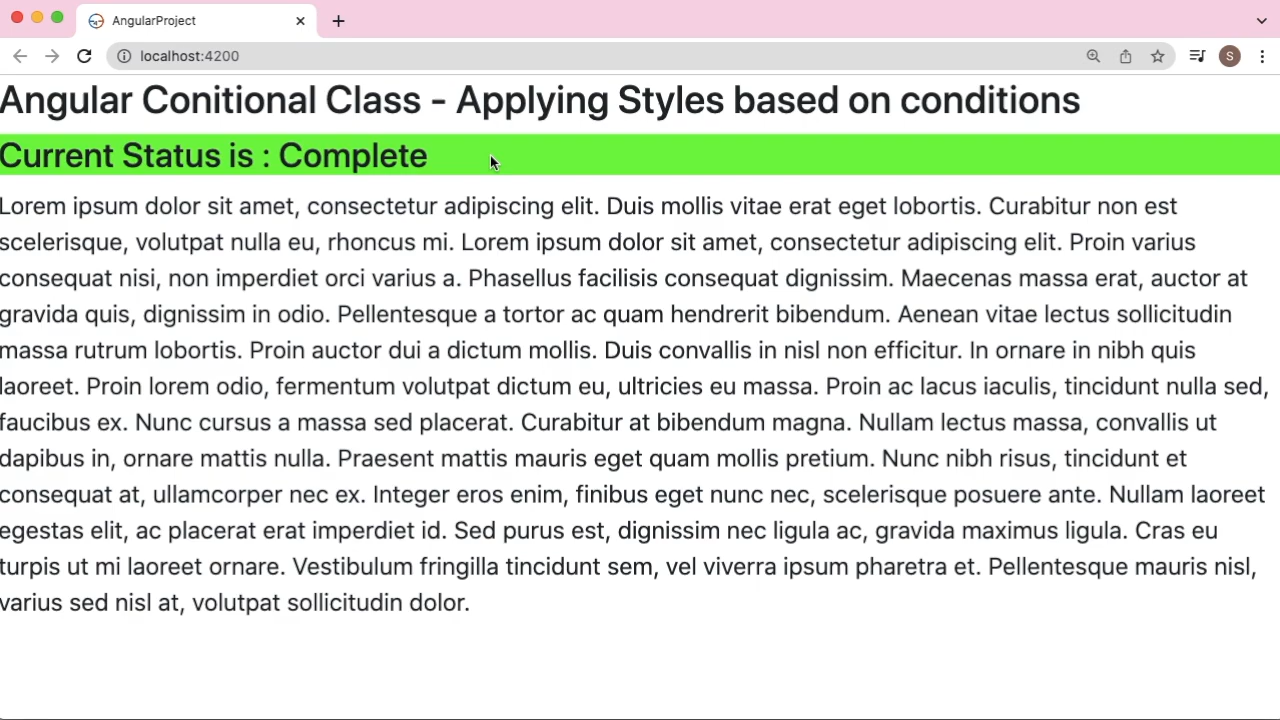 AngularProject
localhost:4200
S
Angular Conitional Class - Applying Styles based on conditions
Current Status is : Complete
Lorem ipsum dolor sit amet, consectetur adipiscing elit. Duis mollis vitae erat eget lobortis. Curabitur non est
scelerisque, volutpat nulla eu, rhoncus mi. Lorem ipsum dolor sit amet, consectetur adipiscing elit. Proin varius
consequat nisi, non imperdiet orci varius a. Phasellus facilisis consequat dignissim. Maecenas massa erat, auctor at
gravida quis, dignissim in odio. Pellentesque a tortor ac quam hendrerit bibendum. Aenean vitae lectus sollicitudin
massa rutrum lobortis. Proin auctor dui a dictum mollis. Duis convallis in nisl non efficitur. In ornare in nibh quis
laoreet. Proin lorem odio, fermentum volutpat dictum eu, ultricies eu massa. Proin ac lacus iaculis, tincidunt nulla sed,
faucibus ex. Nunc cursus a massa sed placerat. Curabitur at bibendum magna. Nullam lectus massa, convallis ut
dapibus in, ornare mattis nulla. Praesent mattis mauris eget quam mollis pretium. Nunc nibh risus, tincidunt et
consequat at, ullamcorper nec ex. Integer eros enim, finibus eget nunc nec, scelerisque posuere ante. Nullam laoreet
egestas elit, ac placerat erat imperdiet id. Sed purus est, dignissim nec ligula ac, gravida maximus ligula. Cras eu
turpis ut mi laoreet ornare. Vestibulum fringilla tincidunt sem, vel viverra ipsum pharetra et. Pellentesque mauris nisl,
varius sed nisl at, volutpat sollicitudin dolor.